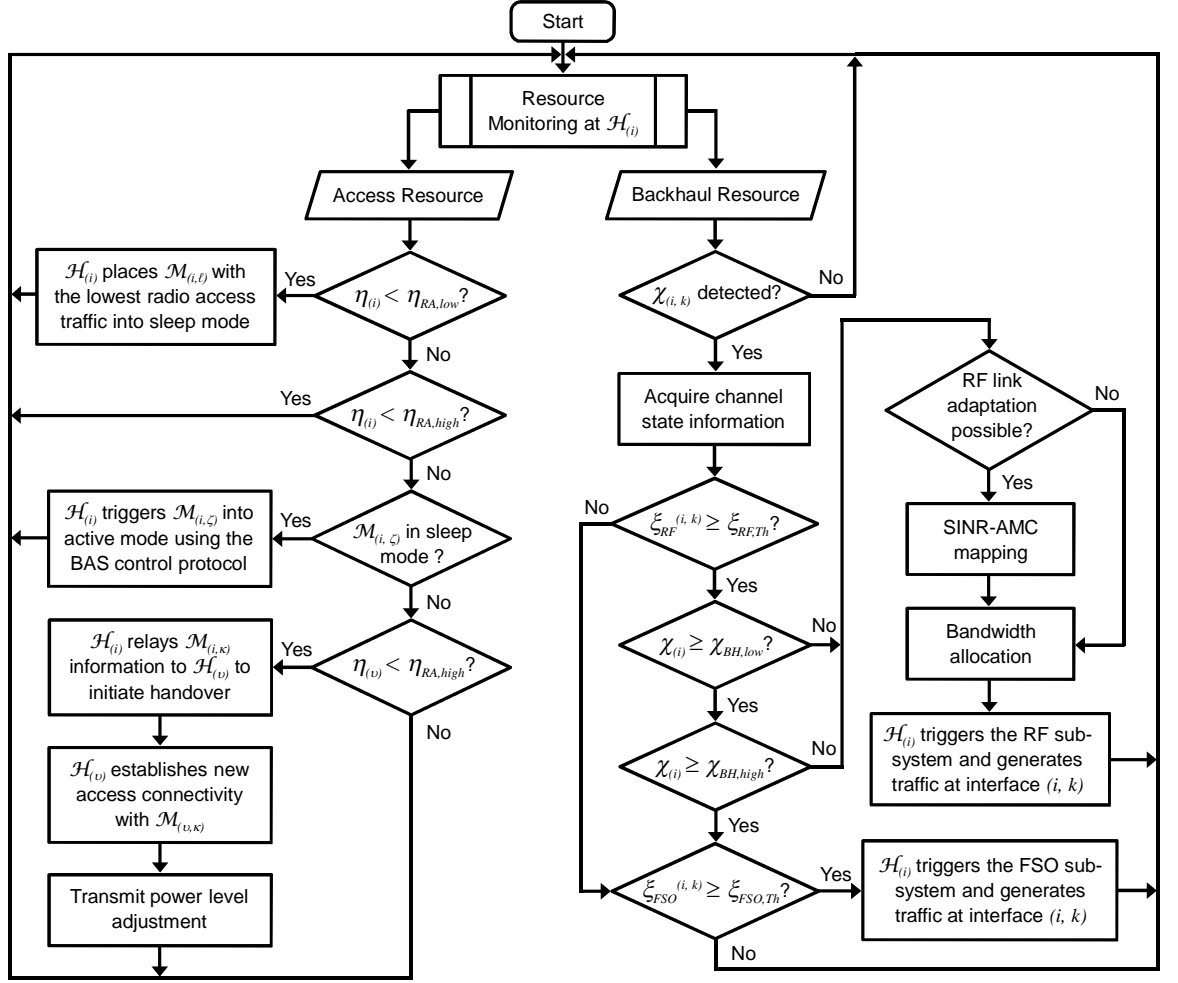 Start
Resource
Monitoring at ℋ(i)
Access Resource
Backhaul Resource
ℋ(i) places ℳ(i,ℓ) with
the lowest radio access
traffic into sleep mode
Yes
η(i) < ηRA,low?
No
χ(i, k) detected?
No
Yes
Yes
η(i) < ηRA,high?
No
Acquire channel
state information
RF link
adaptation
possible?
No
Yes
ℋ(i) triggers ℳ(i,ζ) into
active mode using the
BAS control protocol
Yes
ℳ(i, ζ) in sleep
mode ?
No
No
ξRF(i, k) ≥ ξRF,Th?
Yes
SINR-AMC
mapping
ℋ(i) relays ℳ(i,κ)
information to ℋ(υ) to
initiate handover
Yes
η(υ) < ηRA,high?
No
χ(i) ≥ χBH,low?
No
Yes
Bandwidth
allocation
ℋ(υ) establishes new
access connectivity
with ℳ(υ,κ)
χ(i) ≥ χBH,high?
No
Yes
ℋ(i) triggers the RF sub-
system and generates
traffic at interface (i, k)
Transmit power level
adjustment
ξFSO(i, k) ≥ ξFSO,Th?
Yes
No
ℋ(i) triggers the FSO sub-
system and generates
traffic at interface (i, k)